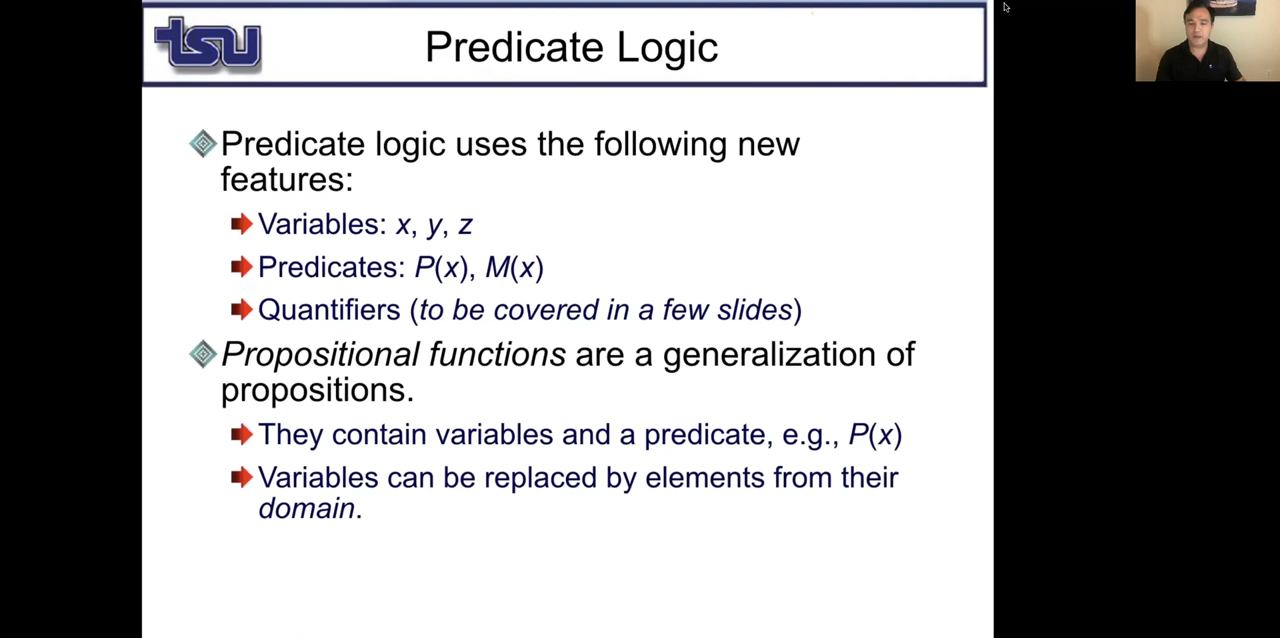 tsu
Predicate Logic
Predicate logic uses the following new
features:
Variables: x, y, z
Predicates: P(x), M(x)
Quantifiers (to be covered in a few slides)
Propositional functions are a generalization of
propositions.
They contain variables and a predicate, e.g., P(x)
Variables can be replaced by elements from their
domain.